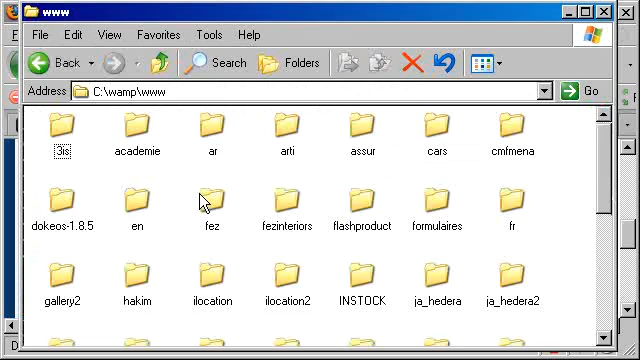 www
File Edit View Favorites Tools Help
Back Search Folders
Address C:\wamp\www Go
3is academie ar arti assur cars cmfmena
dokeos-1.8.5 en fez fezinteriors flashproduct formulaires fr
gallery2 hakim ilocation ilocation2 INSTOCK ja_hedera ja_hedera2